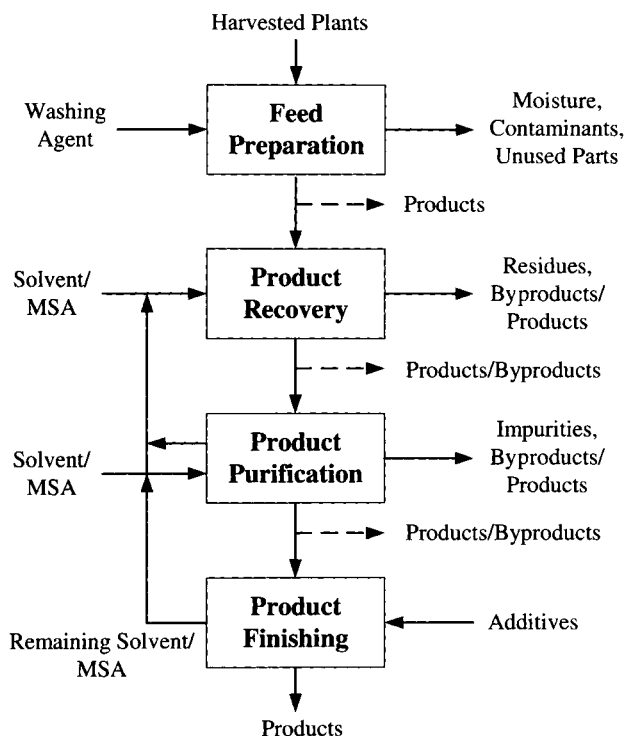 Harvested Plants
Washing
Agent
Feed
Preparation
Moisture,
Contaminants,
Unused Parts
Products
Solvent/
MSA
Product
Recovery
Residues,
Byproducts/
Products
Products/Byproducts
Solvent/
MSA
Product
Purification
Impurities,
Byproducts/
Products
Products/Byproducts
Product
Finishing
Additives
Remaining Solvent/
MSA
Products